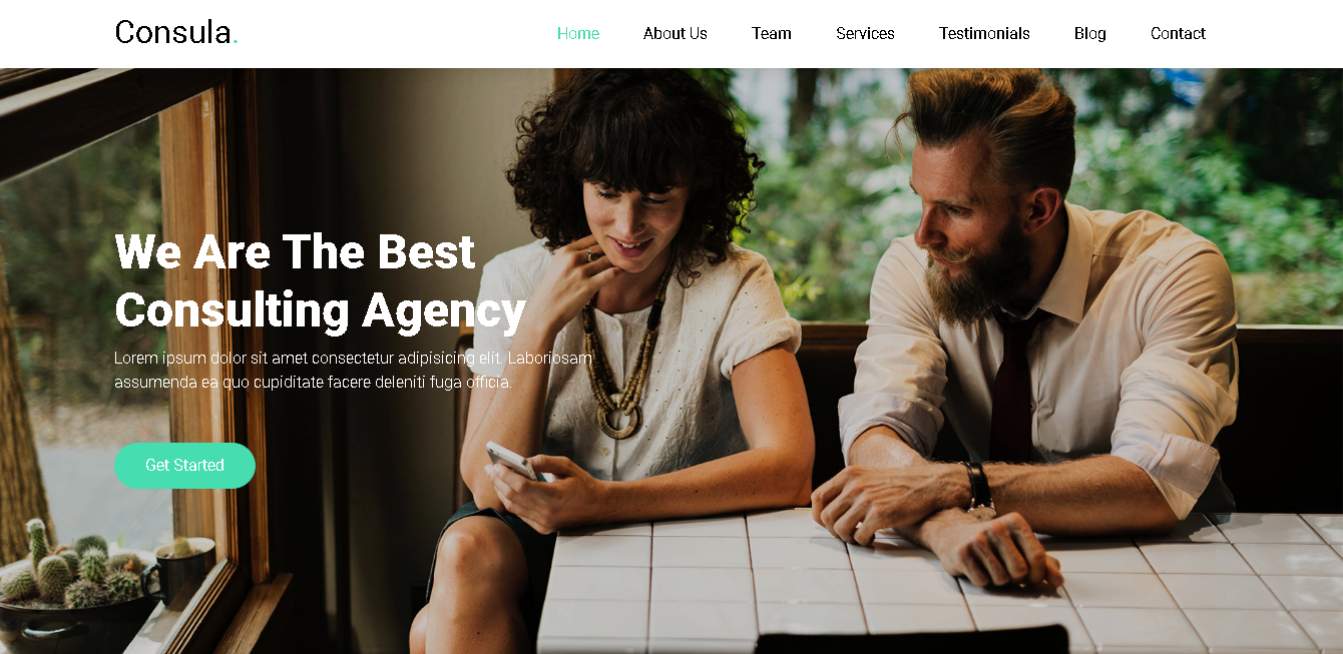 Consula.
Home About Us Team Services Testimonials Blog Contact
We Are The Best
Consulting Agency
Lorem ipsum dolor sit amet consectetur adipisicing elit. Laboriosam
assumenda ea quo cupiditate facere deleniti fuga officia.
Get Started